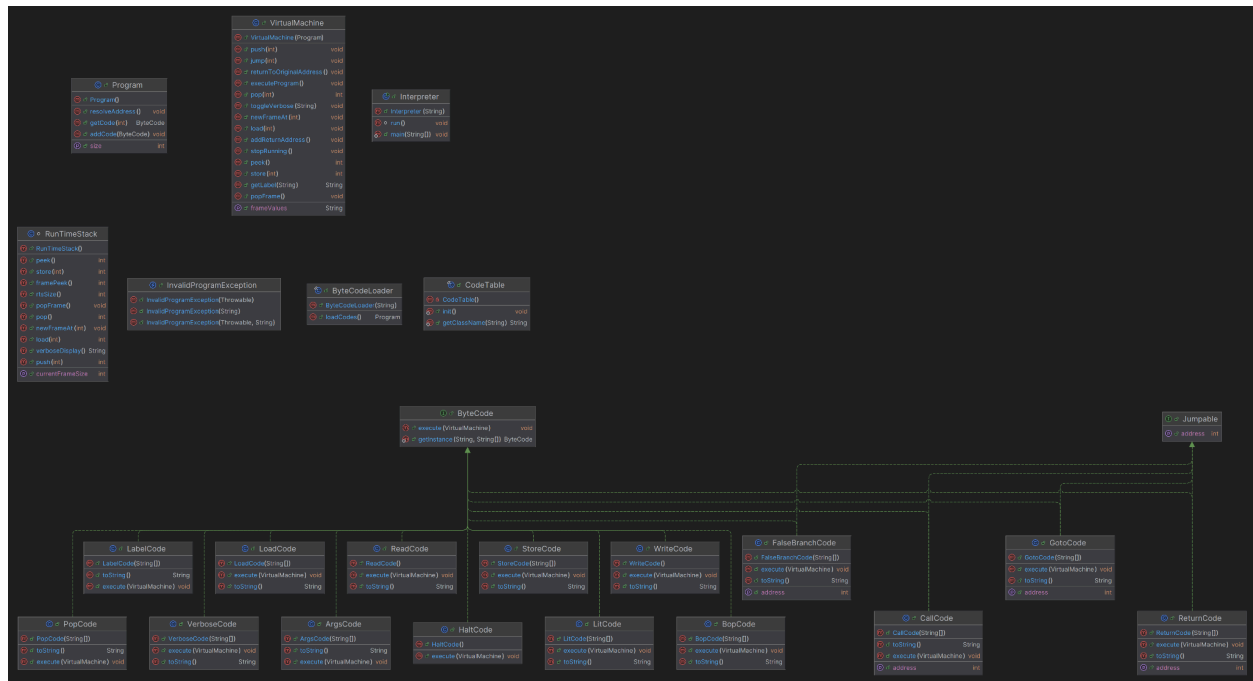 VirtualMachine
VirtualMachine(Program)
push(int) void
jump(int) void
returnToOriginalAddress() void
executeProgram() void
pop(int) int
toggleVerbose(String) void
newFrameAt(int) void
load(int) void
addReturnAddress() void
stopRunning() void
peek() int
store(int) int
getLabel(String) String
popFrame() void
frameValues String
Program
Program()
resolveAddress() void
getCode(int) ByteCode
addCode(ByteCode) void
size int
Interpreter
Interpreter(String)
run() void
main(String[]) void
RunTimeStack
RunTimeStack()
peek() int
store(int) int
framePeek() int
rtsSize() int
popFrame() void
pop() int
newFrameAt(int) void
load(int) int
verboseDisplay() String
push(int) int
currentFrameSize int
InvalidProgramException
InvalidProgramException(Throwable)
InvalidProgramException(String)
InvalidProgramException(Throwable, String)
ByteCodeLoader
ByteCodeLoader(String)
loadCodes() Program
CodeTable
CodeTable()
init() void
getClassName(String) String
ByteCode
execute(VirtualMachine) void
getInstance(String, String[]) ByteCode
Jumpable
address int
LabelCode
LabelCode(String[])
toString() String
execute(VirtualMachine) void
LoadCode
LoadCode(String[])
execute(VirtualMachine) void
toString() String
ReadCode
ReadCode()
execute(VirtualMachine) void
toString() String
StoreCode
StoreCode(String[])
execute(VirtualMachine) void
toString() String
WriteCode
WriteCode()
execute(VirtualMachine) void
toString() String
FalseBranchCode
FalseBranchCode(String[])
execute(VirtualMachine) void
toString() String
address int
GotoCode
GotoCode(String[])
execute(VirtualMachine) void
toString() String
address int
PopCode
PopCode(String[])
toString() String
execute(VirtualMachine) void
VerboseCode
VerboseCode(String[])
execute(VirtualMachine) void
toString() String
ArgsCode
ArgsCode(String[])
toString() String
execute(VirtualMachine) void
HaltCode
HaltCode()
execute(VirtualMachine) void
LitCode
LitCode(String[])
execute(VirtualMachine) void
toString() String
BopCode
BopCode(String[])
execute(VirtualMachine) void
toString() String
CallCode
CallCode(String[])
toString() String
execute(VirtualMachine) void
address int
ReturnCode
ReturnCode(String[])
execute(VirtualMachine) void
toString() String
address int